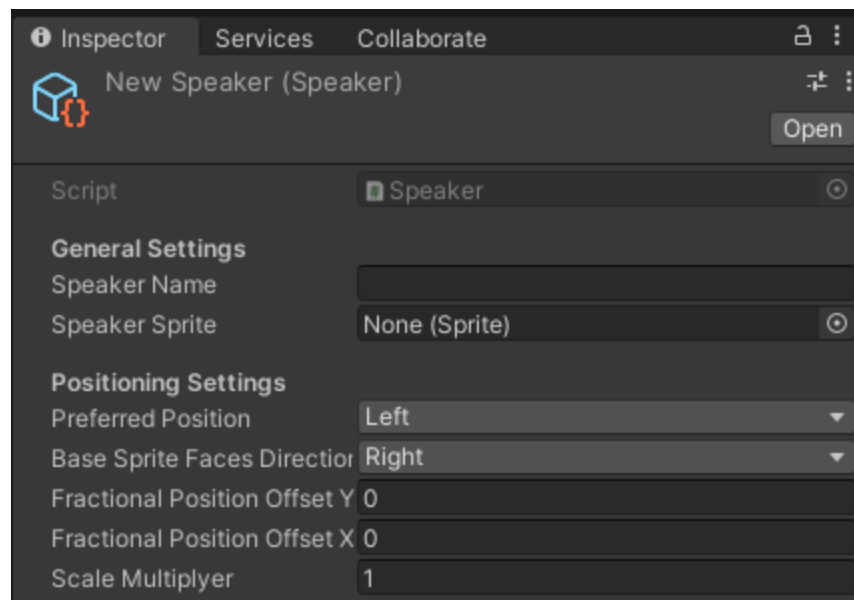 Inspector Services Collaborate
New Speaker (Speaker)
Open
Script Speaker
General Settings
Speaker Name
Speaker Sprite None (Sprite)
Positioning Settings
Preferred Position Left
Base Sprite Faces Direction Right
Fractional Position Offset Y 0
Fractional Position Offset X 0
Scale Multiplyer 1